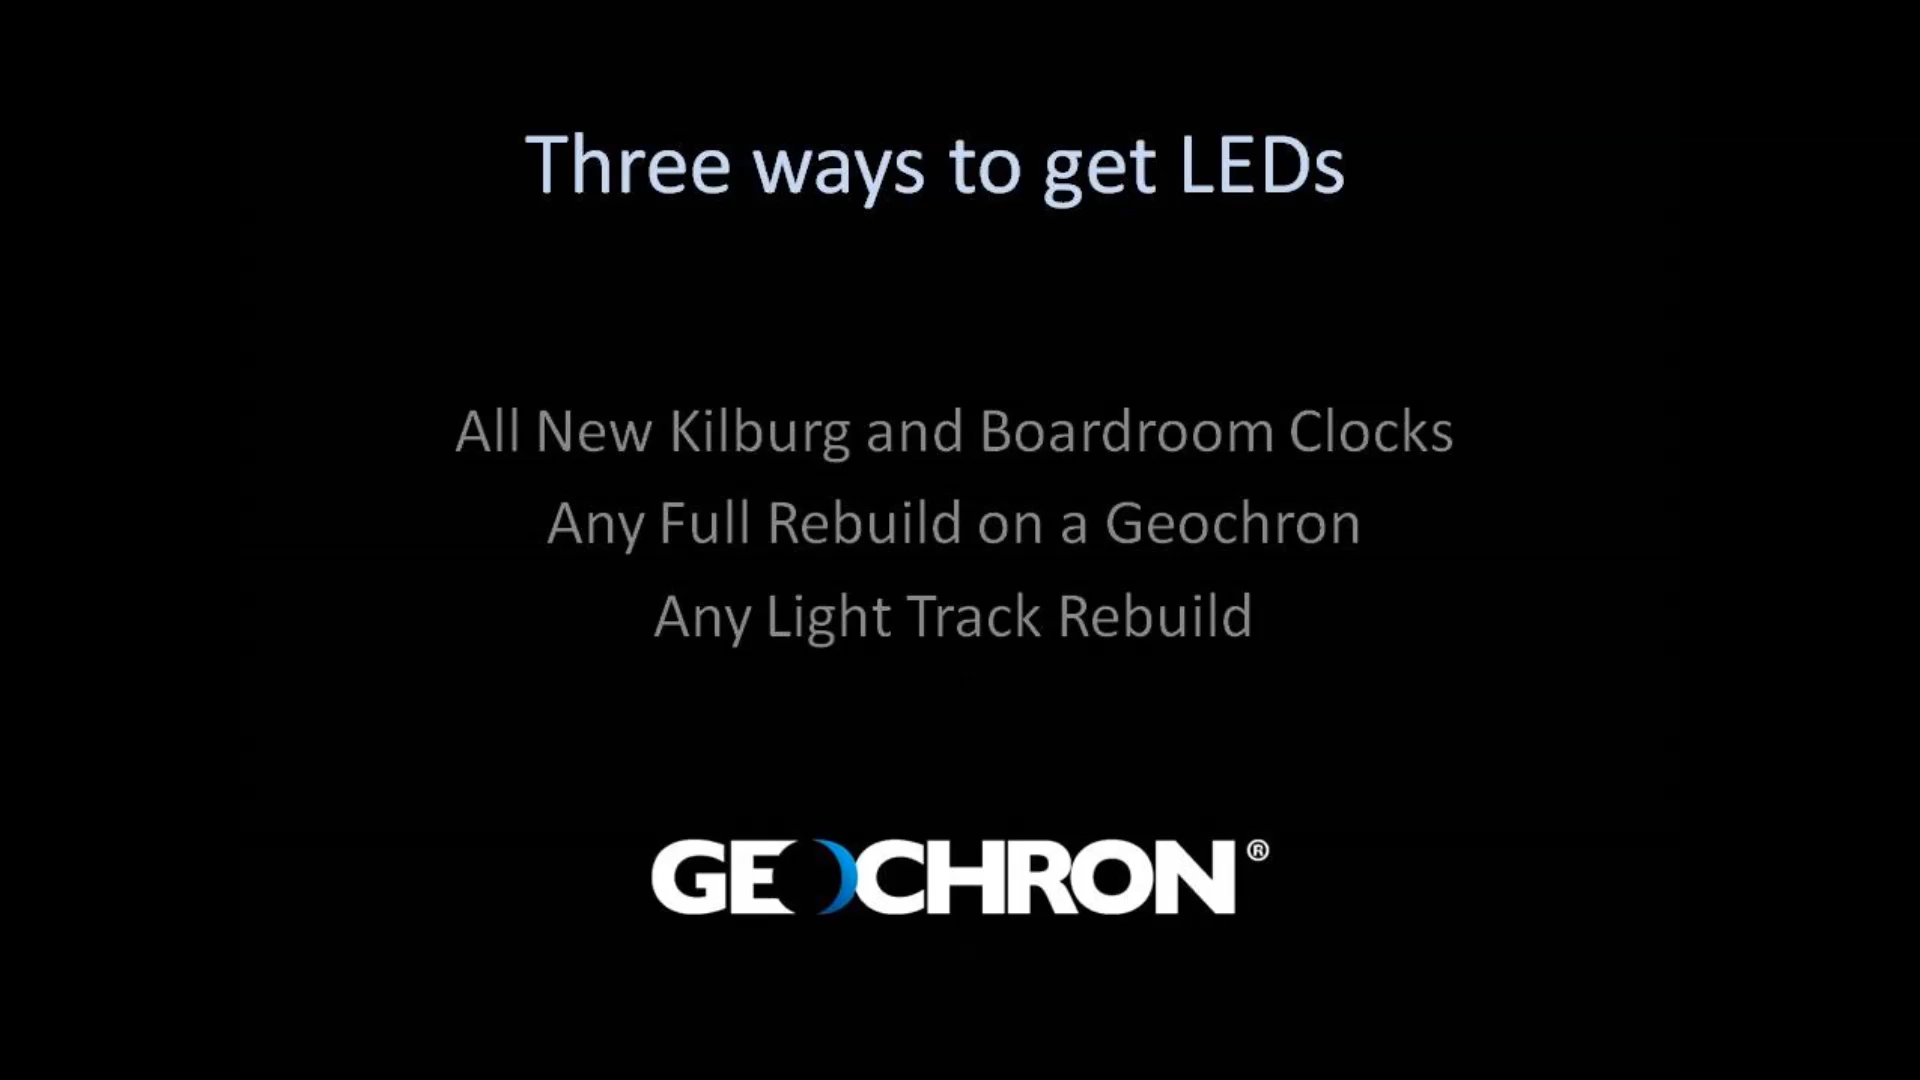 Three ways to get LEDs
All New Kilburg and Boardroom Clocks
Any Full Rebuild on a Geochron
Any Light Track Rebuild
GEOCHRON®